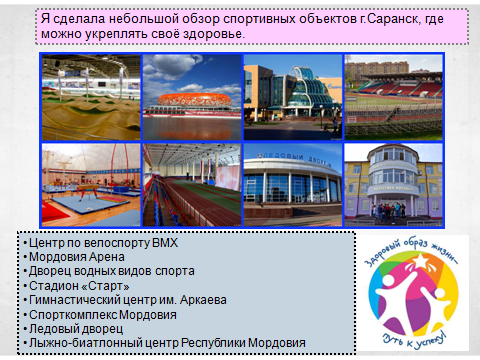 Я сделала небольшой обзор спортивных объектов г.Саранск, где
можно укреплять своё здоровье.
ЛЕДОВЫЙ ДВОРЕЦ
• Центр по велоспорту BMX
• Мордовия Арена
• Дворец водных видов спорта
• Стадион «Старт»
• Гимнастический центр им. Аркаева
• Спорткомплекс Мордовия
• Ледовый дворец
• Лыжно-биатлонный центр Республики Мордовия
Здоровый образ жизни-
путь к успеху!